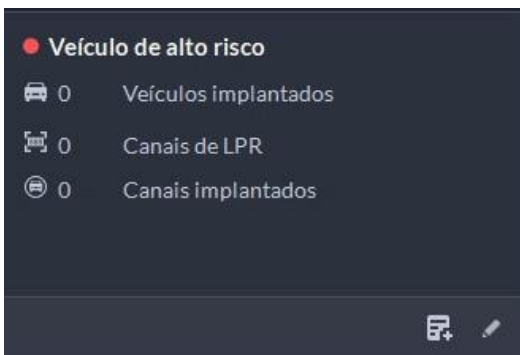 Veículo de alto risco
0 Veículos implantados
0 Canais de LPR
0 Canais implantados